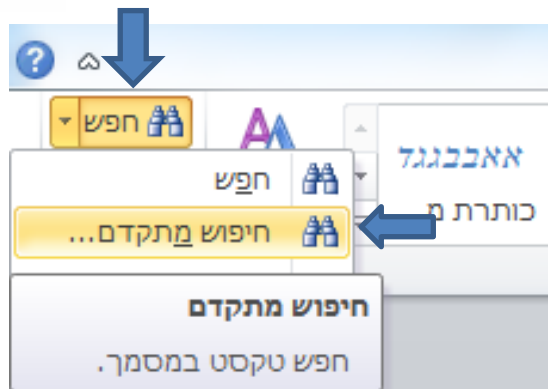 חפש
אאבבגגד
כותרת מ
חפש
חיפוש מתקדם...
חיפוש מתקדם
חפש טקסט במסמך.